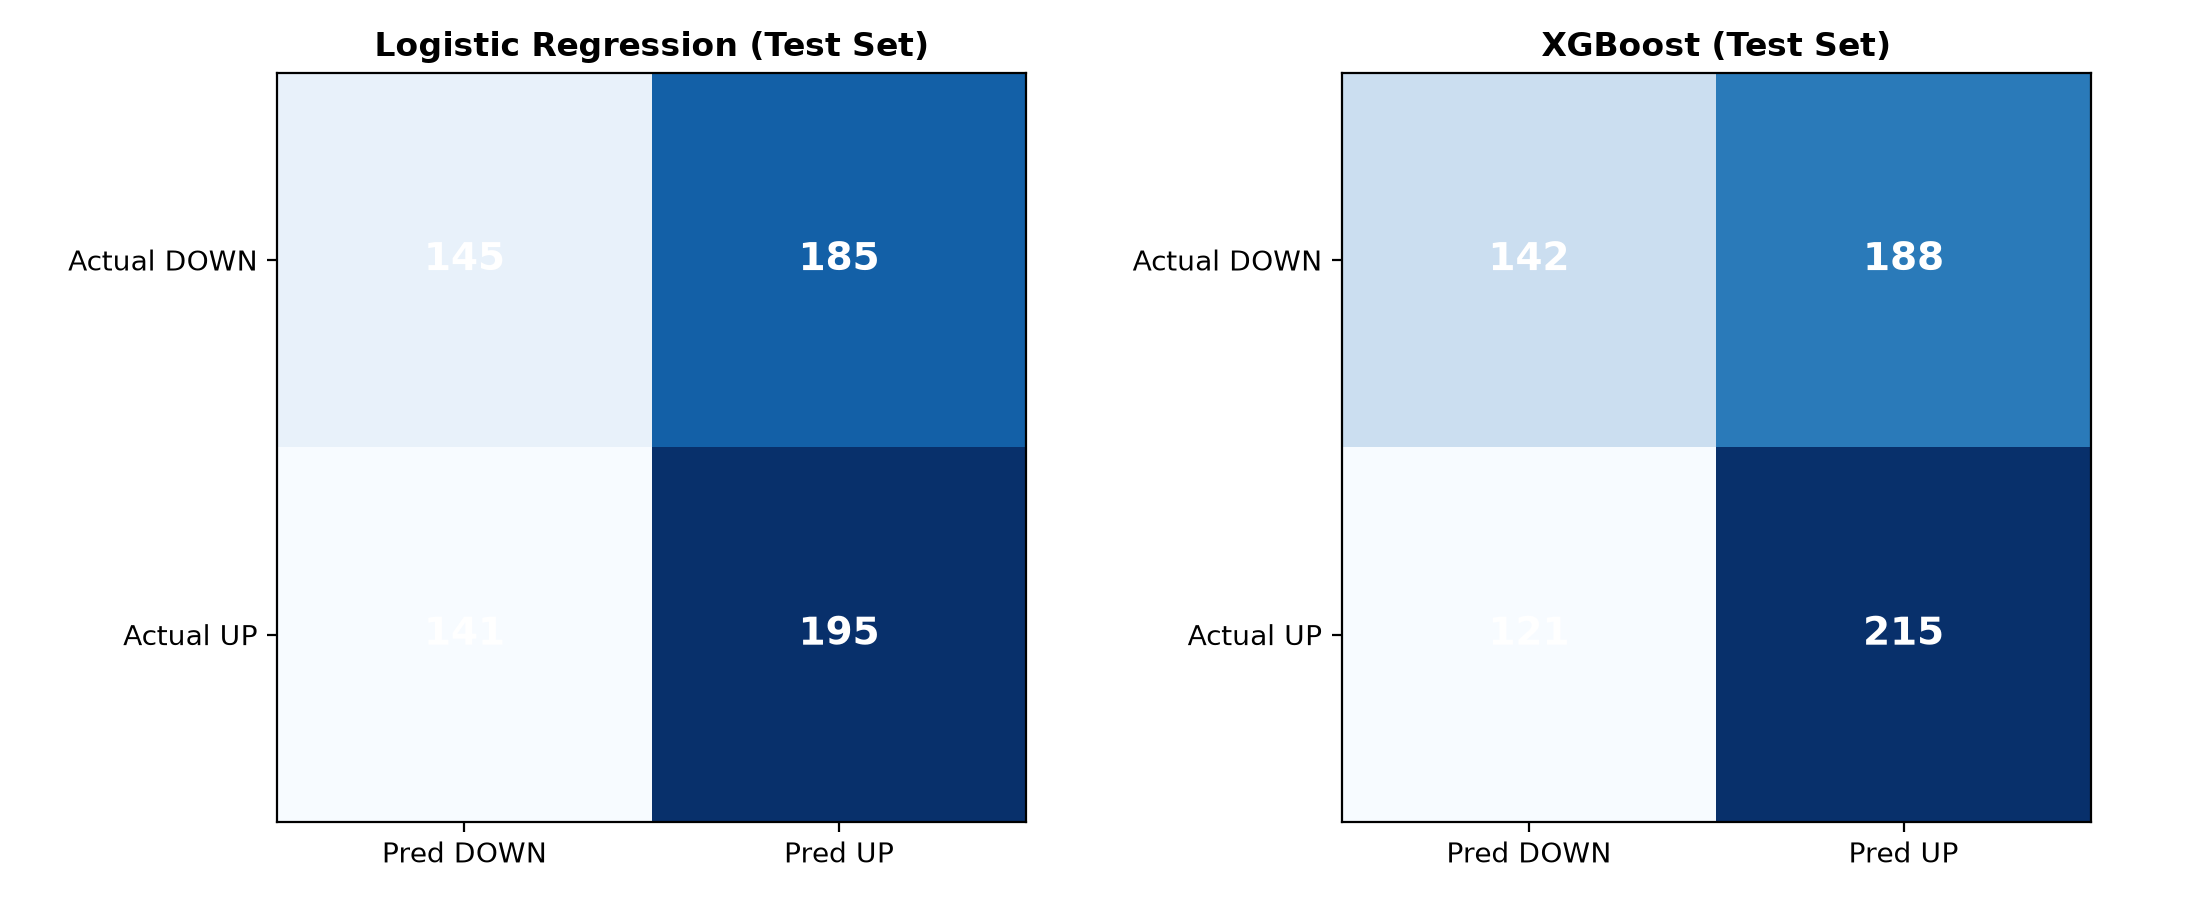 Logistic Regression (Test Set)
Actual DOWN
145
185
Actual UP
141
195
Pred DOWN
Pred UP
XGBoost (Test Set)
Actual DOWN
142
188
Actual UP
121
215
Pred DOWN
Pred UP